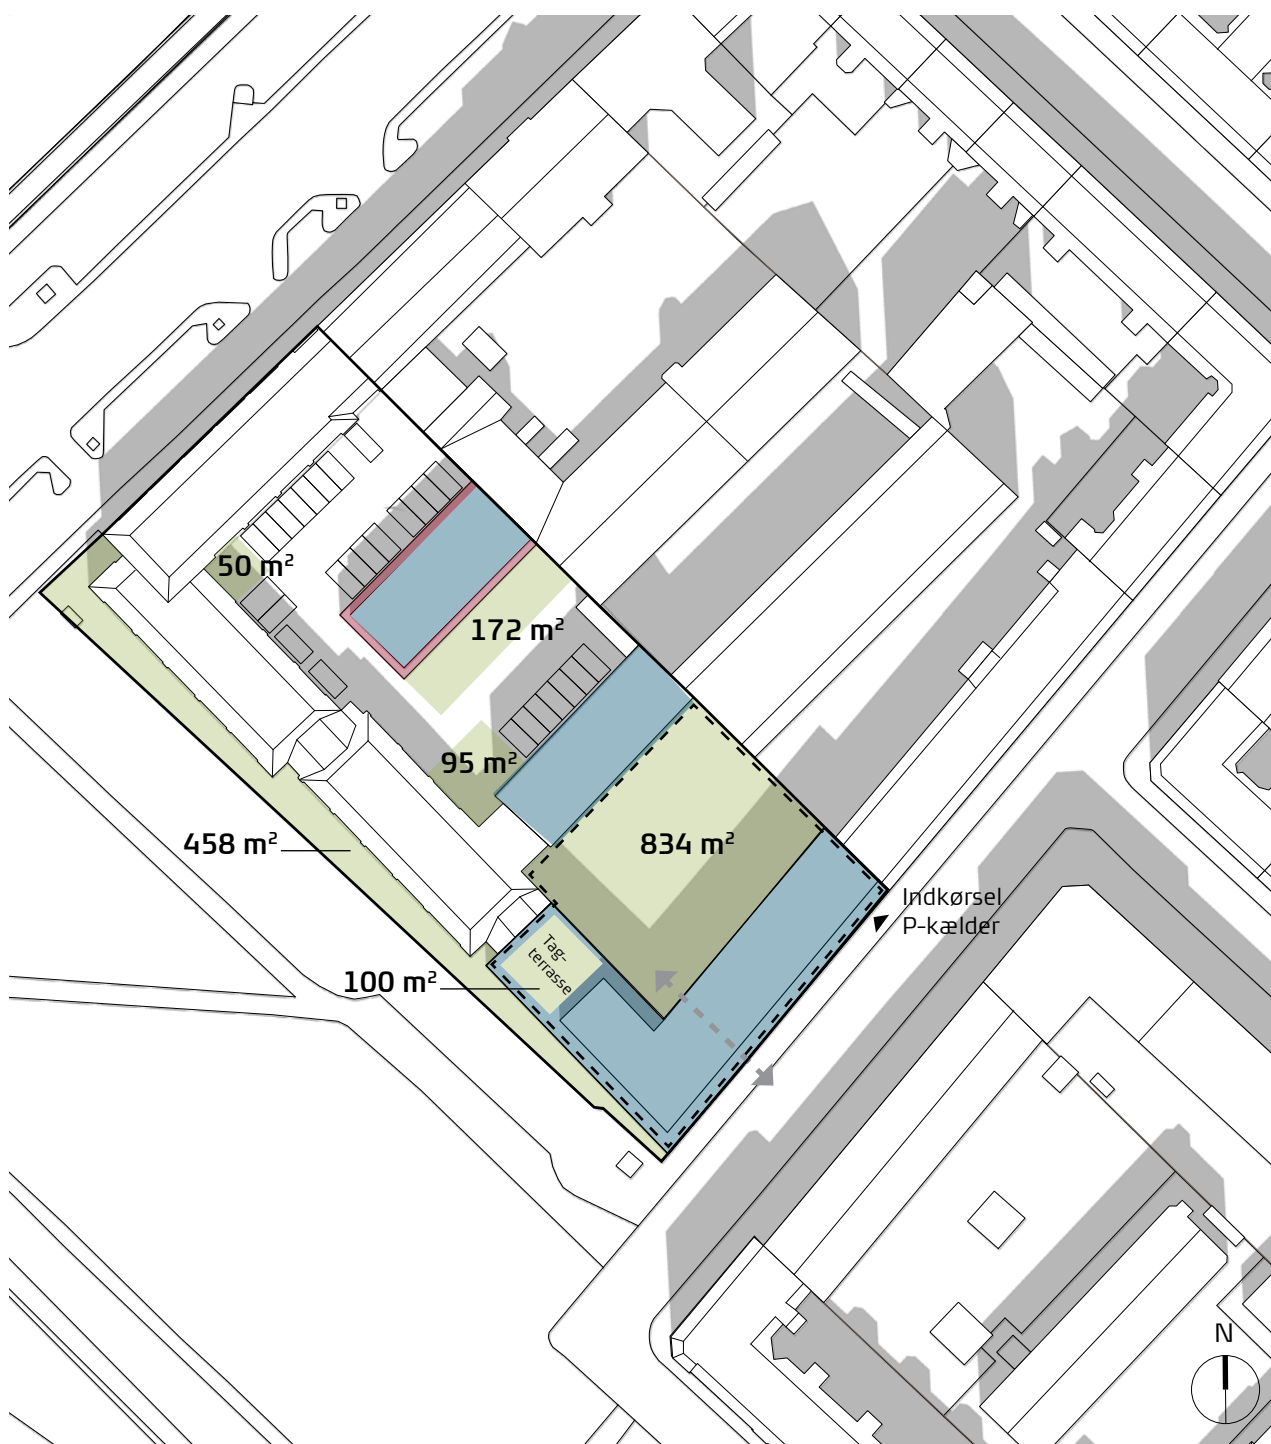 50 m²
172 m²
95 m²
458 m²
834 m²
Indkørsel
P-kælder
Tag-
terrasse
100 m²
N